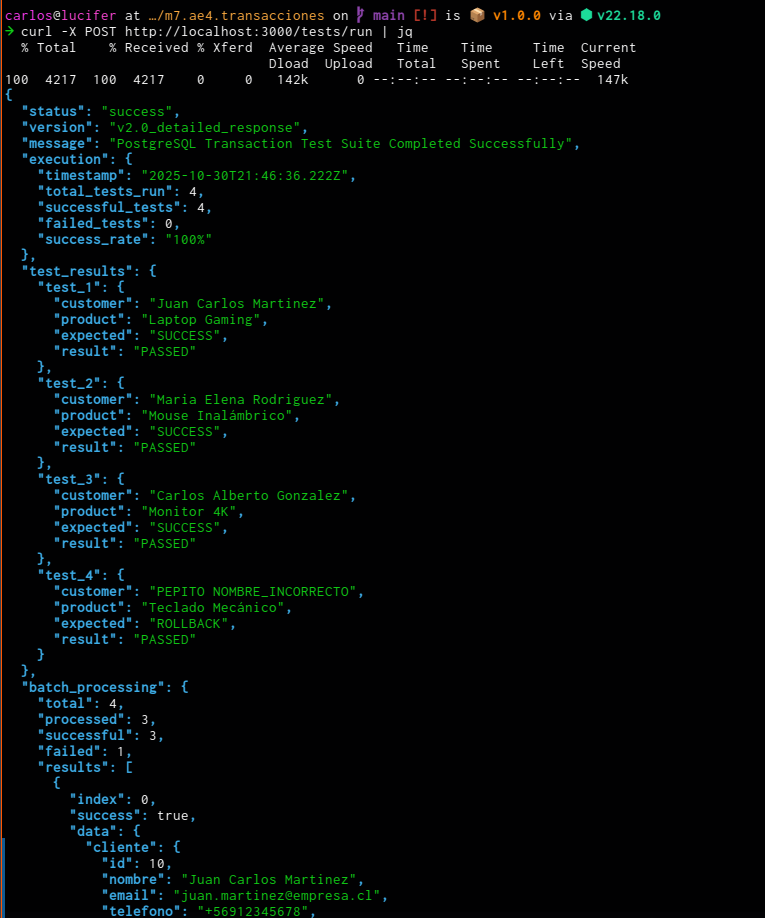 carlos@lucifer at …/m7.ae4.transacciones on main [!] is 📦 v1.0.0 via ⬢ v22.18.0
➜ curl -X POST http://localhost:3000/tests/run | jq
  % Total    % Received % Xferd  Average Speed   Time    Time     Time  Current
                                 Dload  Upload   Total   Spent    Left  Speed
100  4217  100  4217    0     0   142k      0 --:--:-- --:--:-- --:--:--  147k
{
  "status": "success",
  "version": "v2.0_detailed_response",
  "message": "PostgreSQL Transaction Test Suite Completed Successfully",
  "execution": {
    "timestamp": "2025-10-30T21:46:36.222Z",
    "total_tests_run": 4,
    "successful_tests": 4,
    "failed_tests": 0,
    "success_rate": "100%"
  },
  "test_results": {
    "test_1": {
      "customer": "Juan Carlos Martinez",
      "product": "Laptop Gaming",
      "expected": "SUCCESS",
      "result": "PASSED"
    },
    "test_2": {
      "customer": "Maria Elena Rodriguez",
      "product": "Mouse Inalámbrico",
      "expected": "SUCCESS",
      "result": "PASSED"
    },
    "test_3": {
      "customer": "Carlos Alberto Gonzalez",
      "product": "Monitor 4K",
      "expected": "SUCCESS",
      "result": "PASSED"
    },
    "test_4": {
      "customer": "PEPITO NOMBRE_INCORRECTO",
      "product": "Teclado Mecánico",
      "expected": "ROLLBACK",
      "result": "PASSED"
    }
  },
  "batch_processing": {
    "total": 4,
    "processed": 3,
    "successful": 3,
    "failed": 1,
    "results": [
      {
        "index": 0,
        "success": true,
        "data": {
          "cliente": {
            "id": 10,
            "nombre": "Juan Carlos Martinez",
            "email": "juan.martinez@empresa.cl",
            "telefono": "+56912345678",